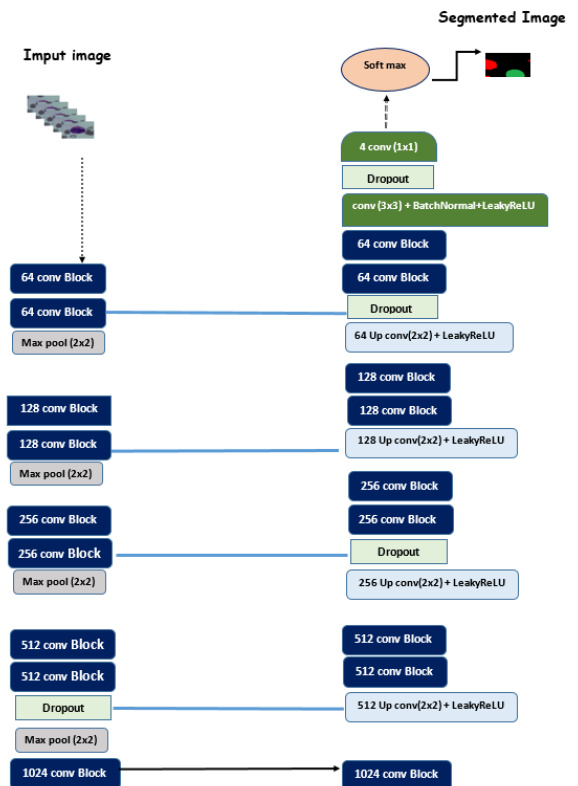 Segmented Image
Imput image
Soft max
4 conv (1x1)
Dropout
conv (3x3) + BatchNormal+LeakyReLU
64 conv Block
64 conv Block
Dropout
64 Up conv(2x2) + LeakyReLU
64 conv Block
64 conv Block
Max pool (2x2)
128 conv Block
128 conv Block
128 Up conv(2x2) + LeakyReLU
128 conv Block
128 conv Block
Max pool (2x2)
256 conv Block
256 conv Block
Dropout
256 Up conv(2x2) + LeakyReLU
256 conv Block
256 conv Block
Max pool (2x2)
512 conv Block
512 conv Block
512 Up conv(2x2) + LeakyReLU
512 conv Block
512 conv Block
Dropout
Max pool (2x2)
1024 conv Block
1024 conv Block